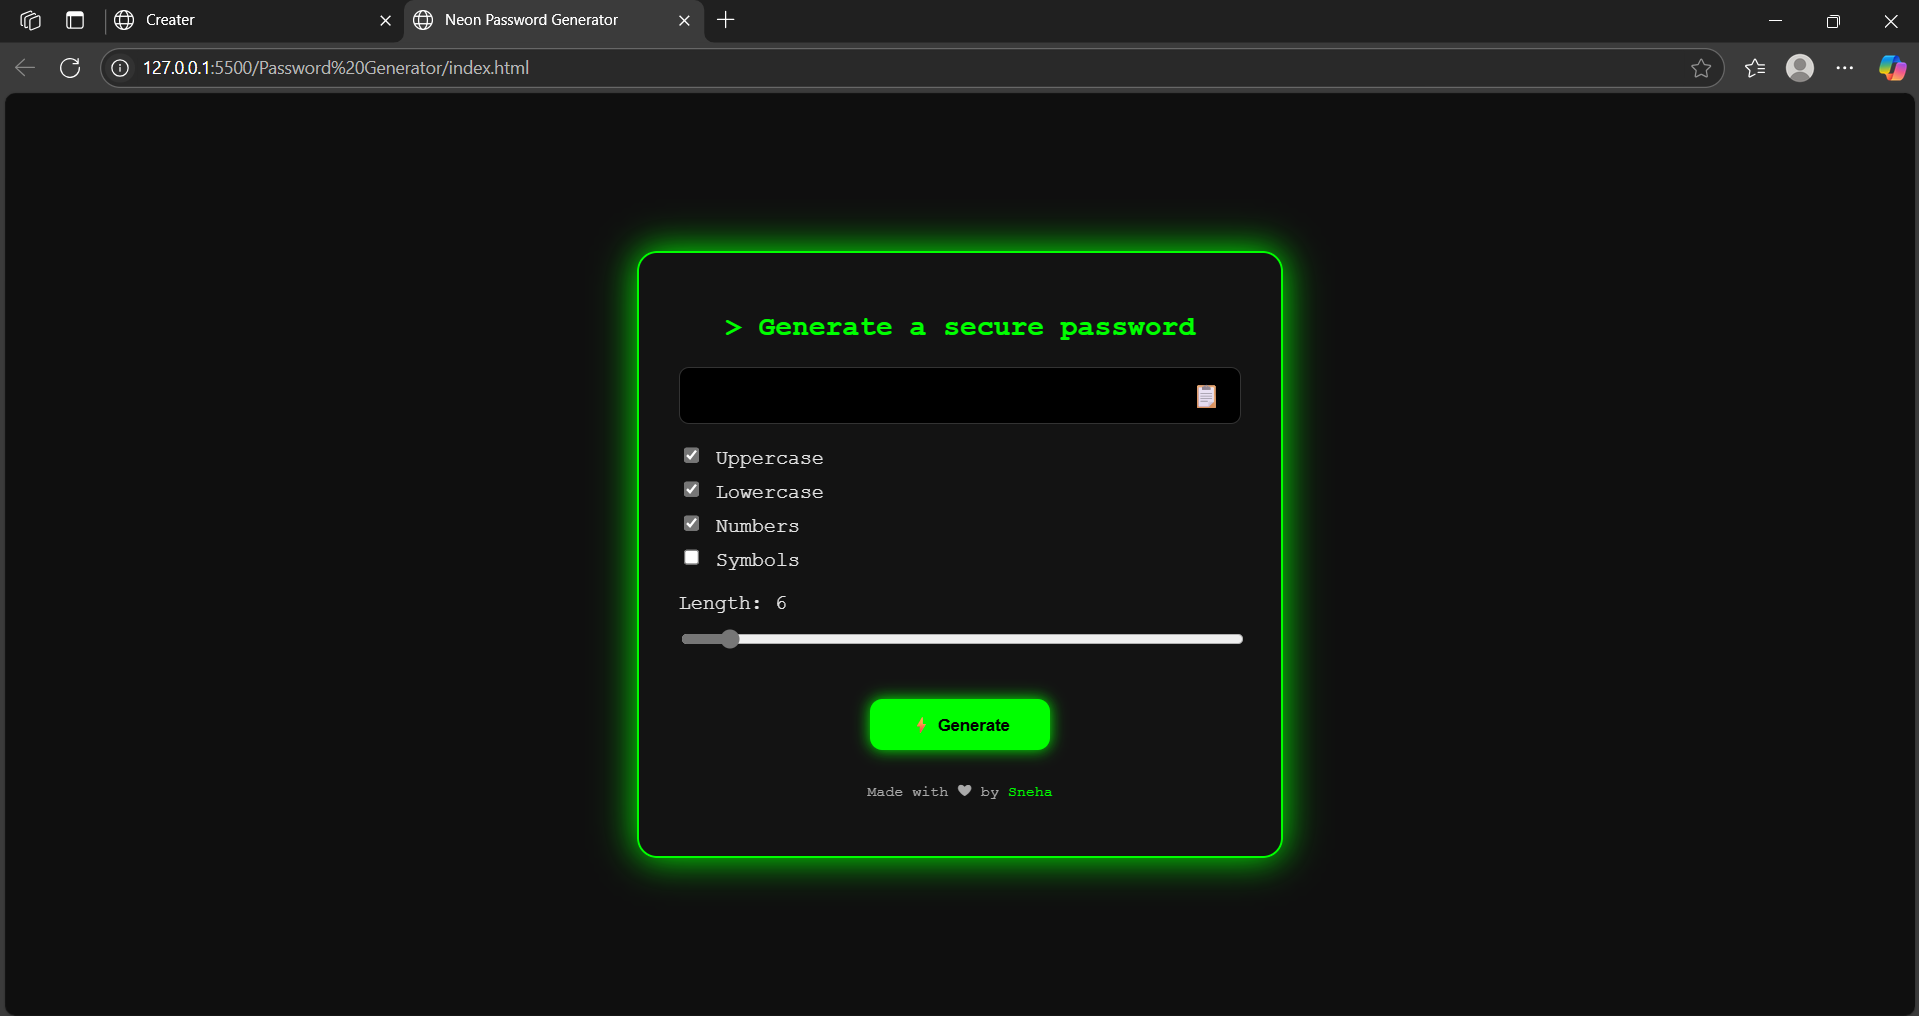 Creater
Neon Password Generator
127.0.0.1:5500/Password%20Generator/index.html
> Generate a secure password
Uppercase
Lowercase
Numbers
Symbols
Length: 6
⚡ Generate
Made with ♥ by Sneha